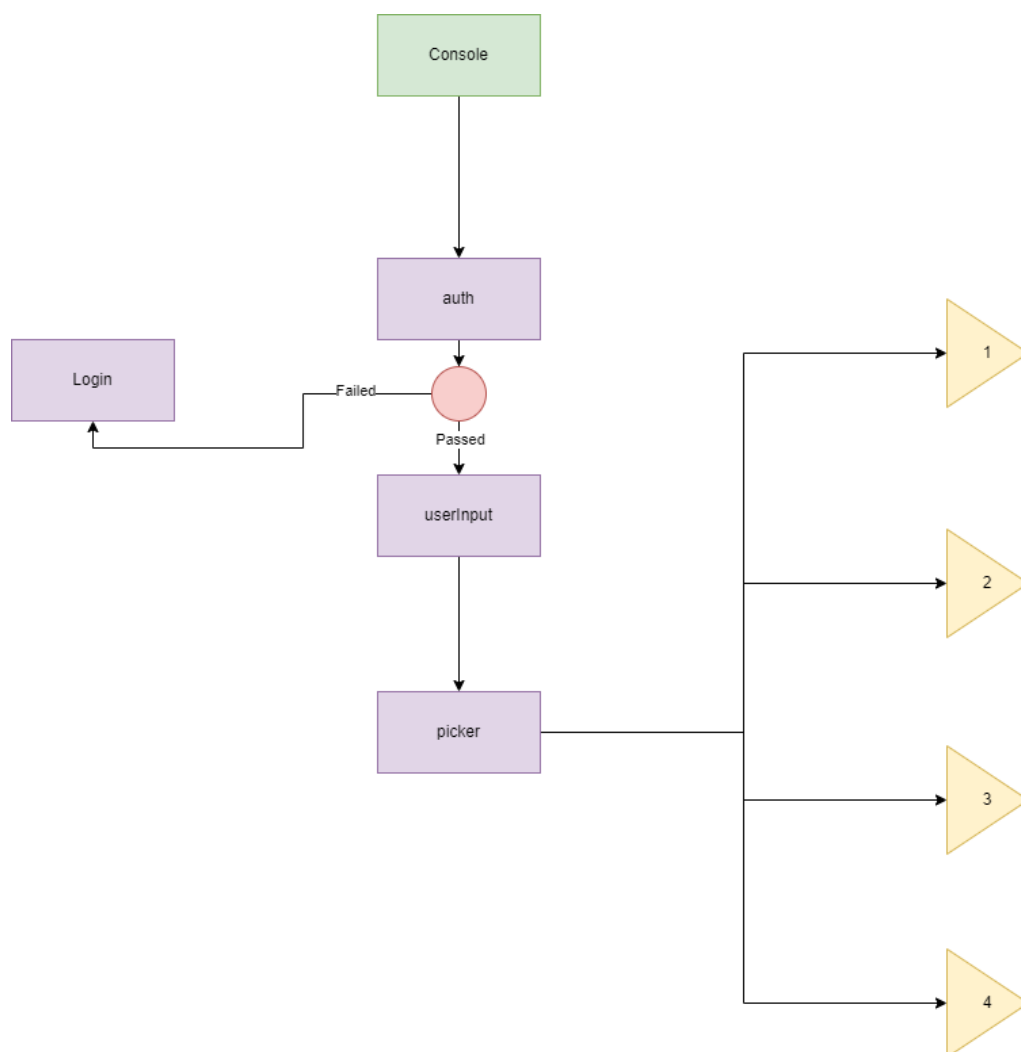 Console
auth
Login
Failed
Passed
userInput
picker
1
2
3
4